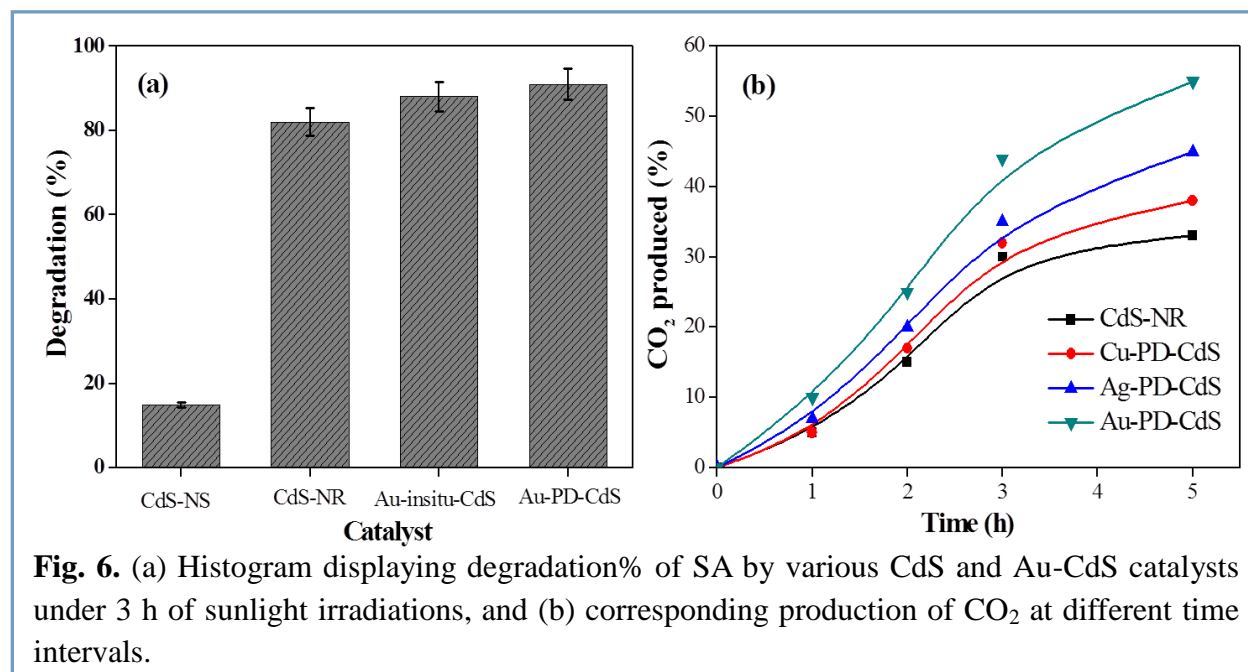 100
80
60
40
20
0
Degradation (%)
(a)
CdS-NS
CdS-NR
Au-insitu-CdS
Au-PD-CdS
Catalyst
60
50
40
30
20
10
0
CO₂ produced (%)
(b)
CdS-NR
Cu-PD-CdS
Ag-PD-CdS
Au-PD-CdS
0
1
2
3
4
5
Time (h)
Fig. 6. (a) Histogram displaying degradation% of SA by various CdS and Au-CdS catalysts
under 3 h of sunlight irradiations, and (b) corresponding production of CO₂ at different time
intervals.